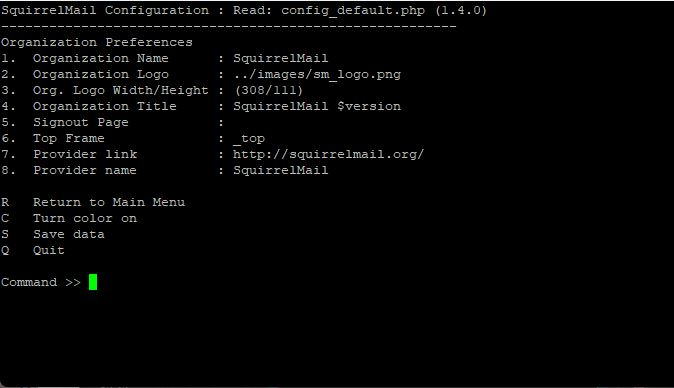 SquirrelMail Configuration : Read: config_default.php (1.4.0)
---------------------------------------------------------
Organization Preferences
1.  Organization Name      : SquirrelMail
2.  Organization Logo      : ../images/sm_logo.png
3.  Org. Logo Width/Height : (308/111)
4.  Organization Title     : SquirrelMail $version
5.  Signout Page           :
6.  Top Frame              : _top
7.  Provider link          : http://squirrelmail.org/
8.  Provider name          : SquirrelMail
R   Return to Main Menu
C   Turn color on
S   Save data
Q   Quit
Command >>